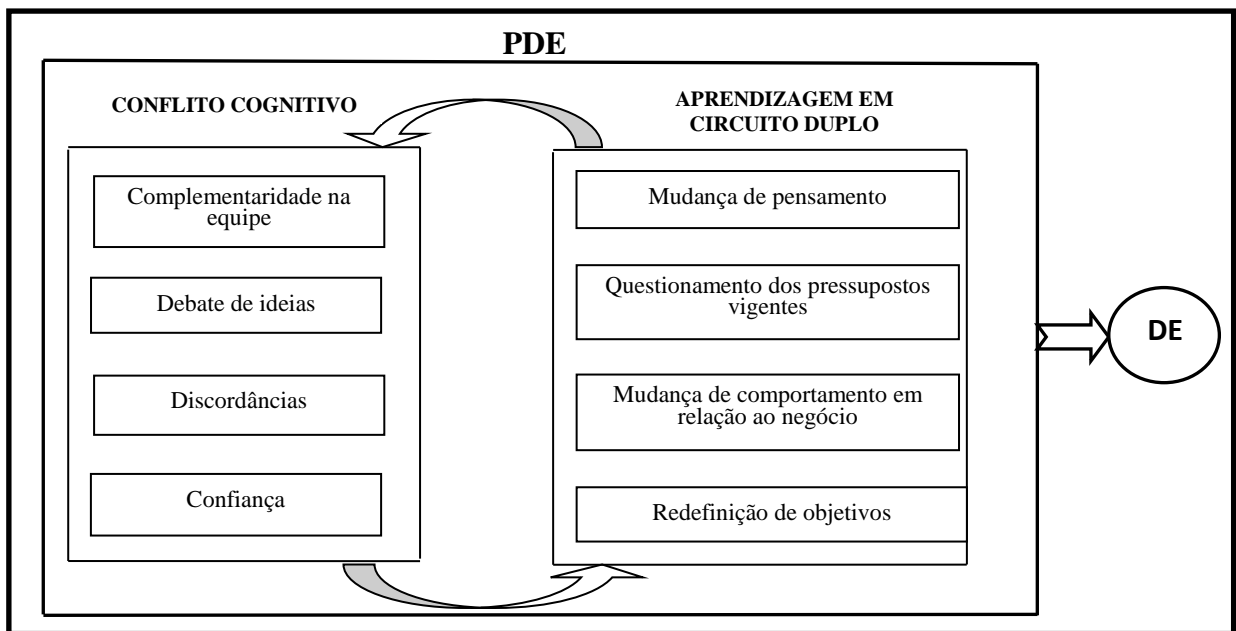 PDE
CONFLITO COGNITIVO
Complementaridade na
equipe
Debate de ideias
Discordâncias
Confiança
APRENDIZAGEM EM
CIRCUITO DUPLO
Mudança de pensamento
Questionamento dos pressupostos
vigentes
Mudança de comportamento em
relação ao negócio
Redefinição de objetivos
DE